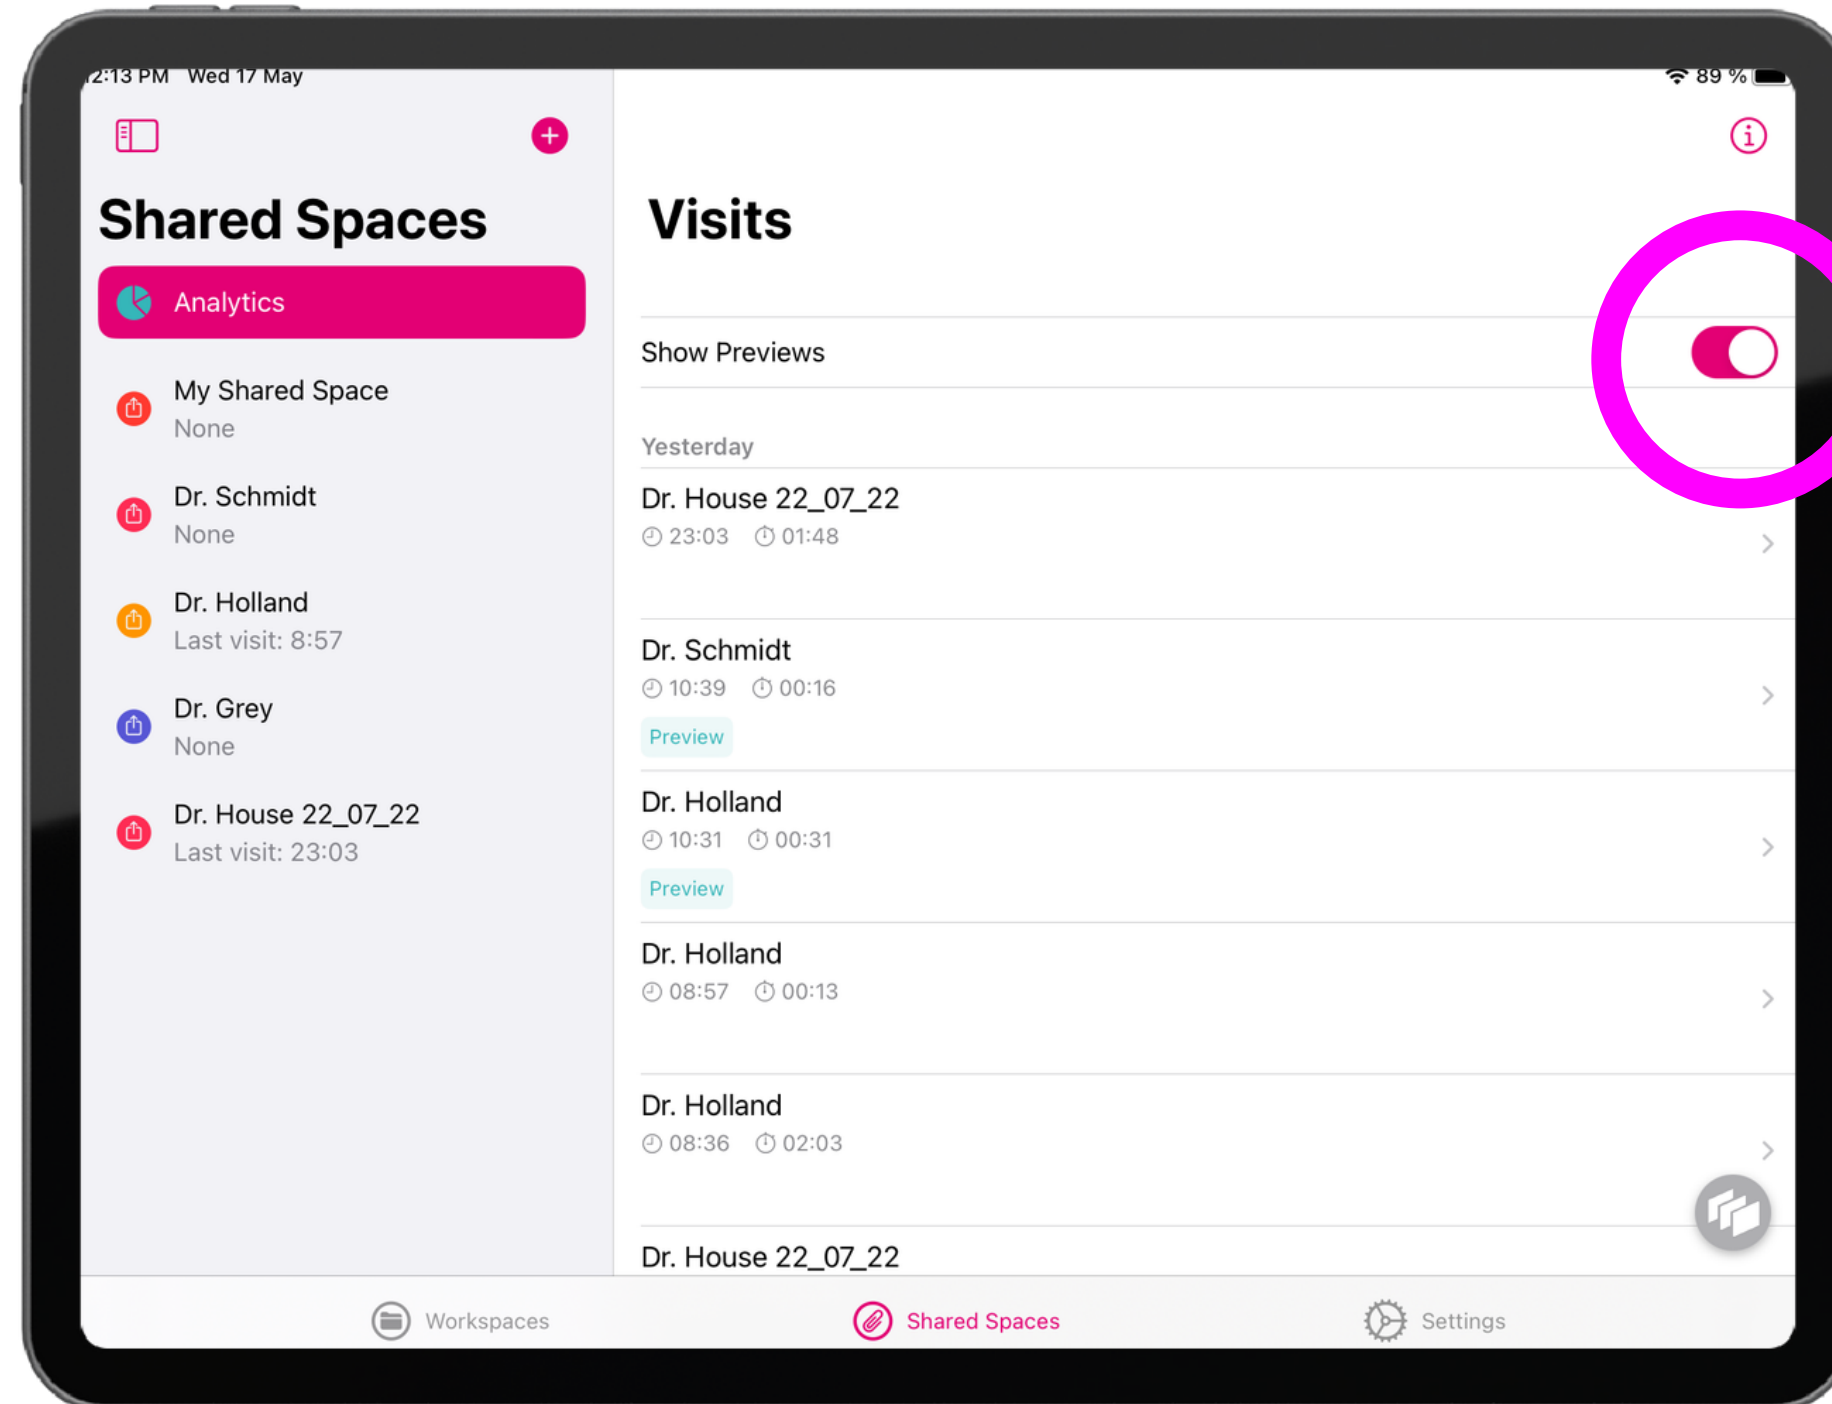 12:13 PM Wed 17 May
89 %
Shared Spaces
Analytics
My Shared Space
None
Dr. Schmidt
None
Dr. Holland
Last visit: 8:57
Dr. Grey
None
Dr. House 22_07_22
Last visit: 23:03
Visits
Show Previews
Yesterday
Dr. House 22_07_22
23:03 01:48
Dr. Schmidt
10:39 00:16
Preview
Dr. Holland
10:31 00:31
Preview
Dr. Holland
08:57 00:13
Dr. Holland
08:36 02:03
Dr. House 22_07_22
Workspaces
Shared Spaces
Settings